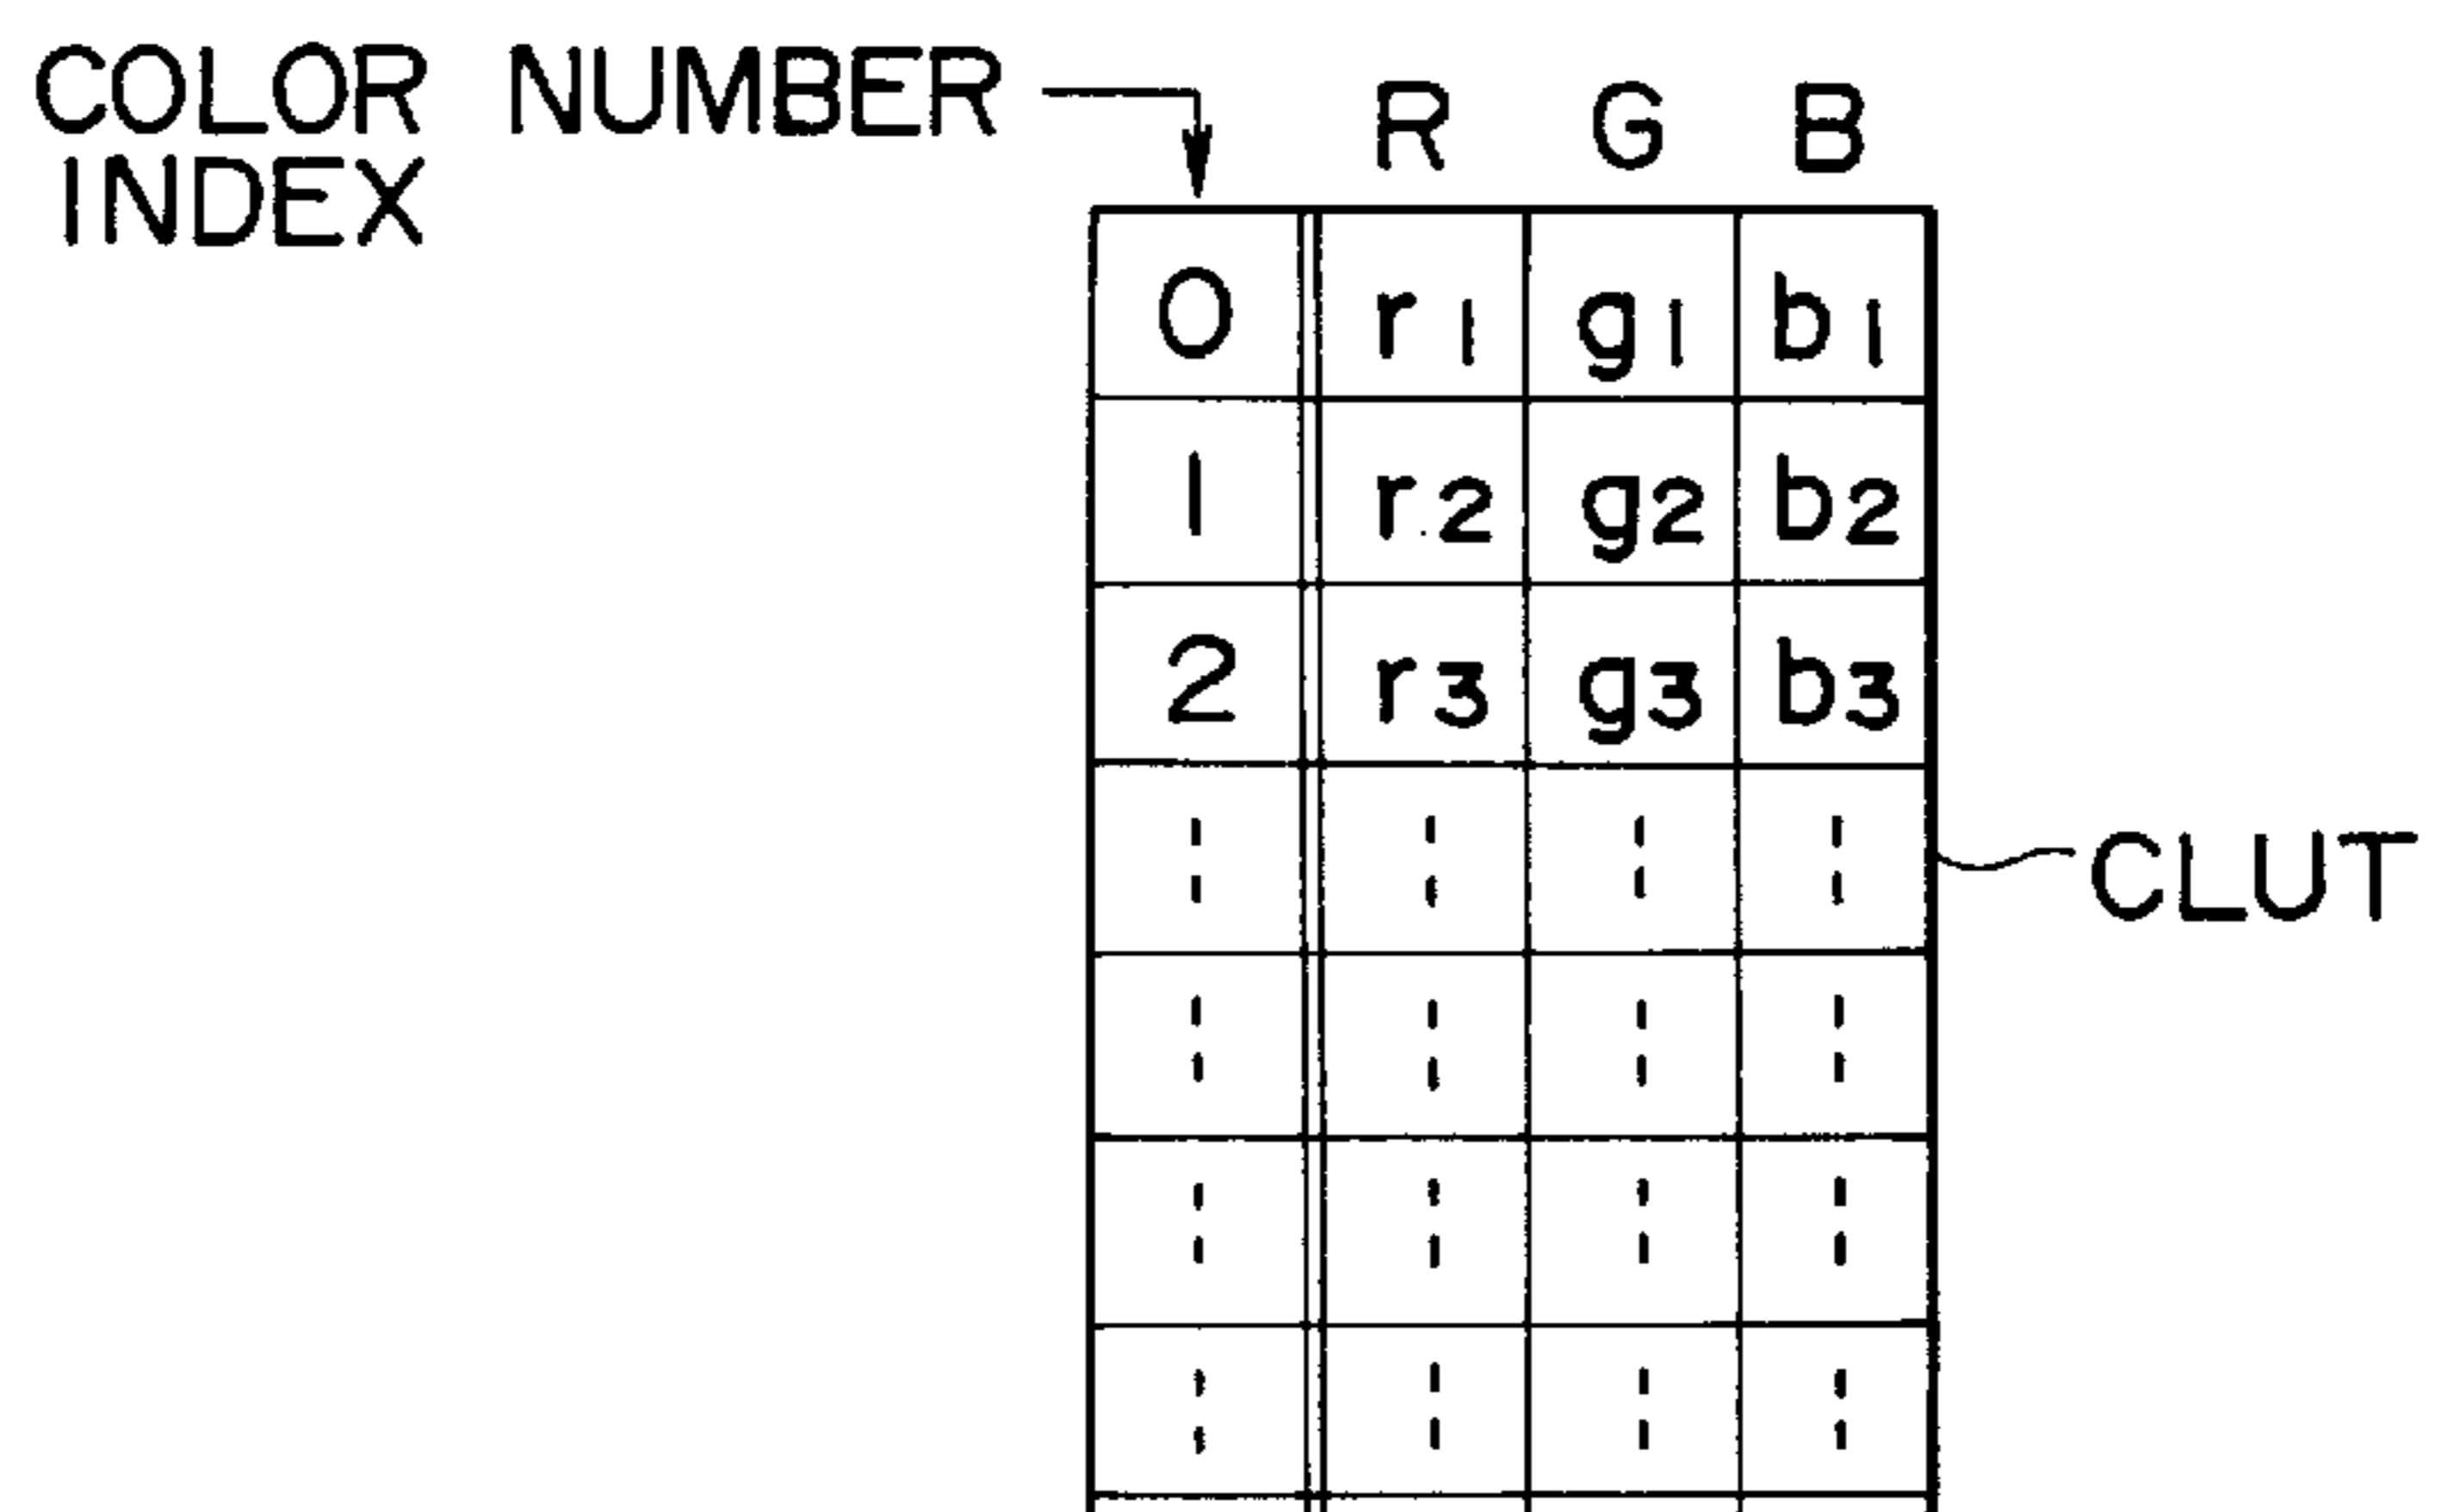 COLOR NUMBER
INDEX
R G B
0 r1 g1 b1
1 r2 g2 b2
2 r3 g3 b3
CLUT